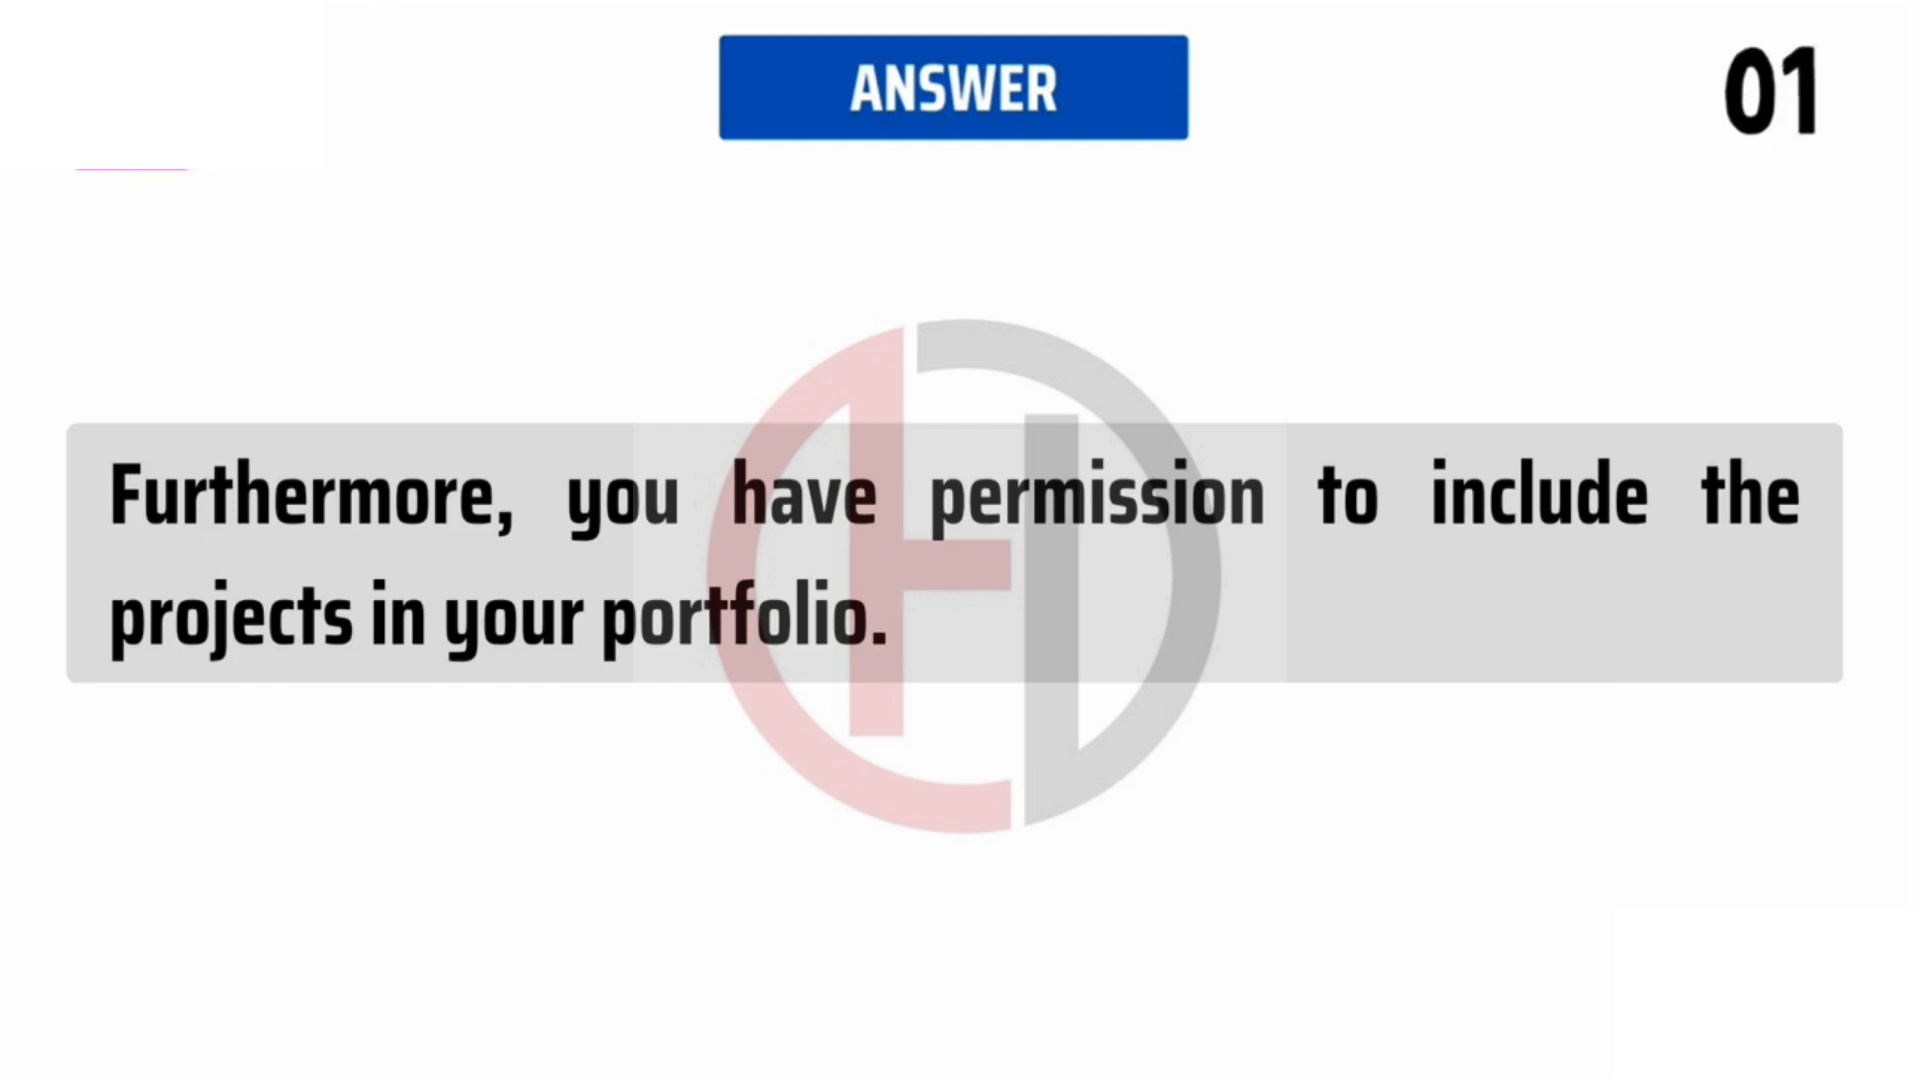 ANSWER
01
Furthermore, you have permission to include the
projects in your portfolio.